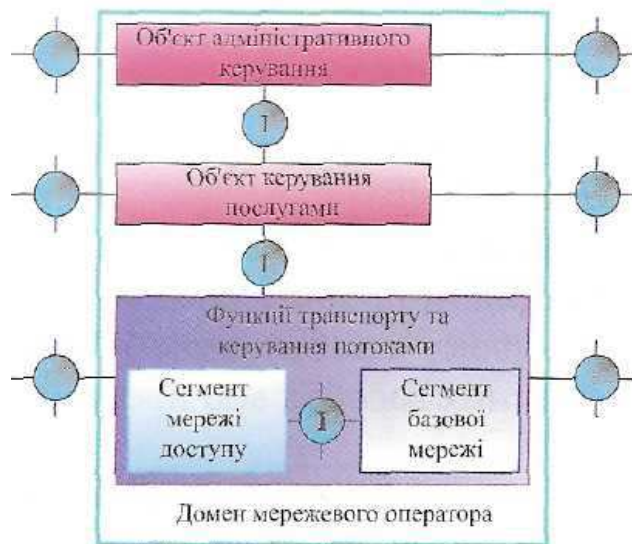 Об'єкт адміністративного
керування
І
Об'єкт керування
послугами
І
Функції транспорту та
керування потоками
Сегмент
мережі
доступу
І
Сегмент
базової
мережі
Домен мережевого оператора